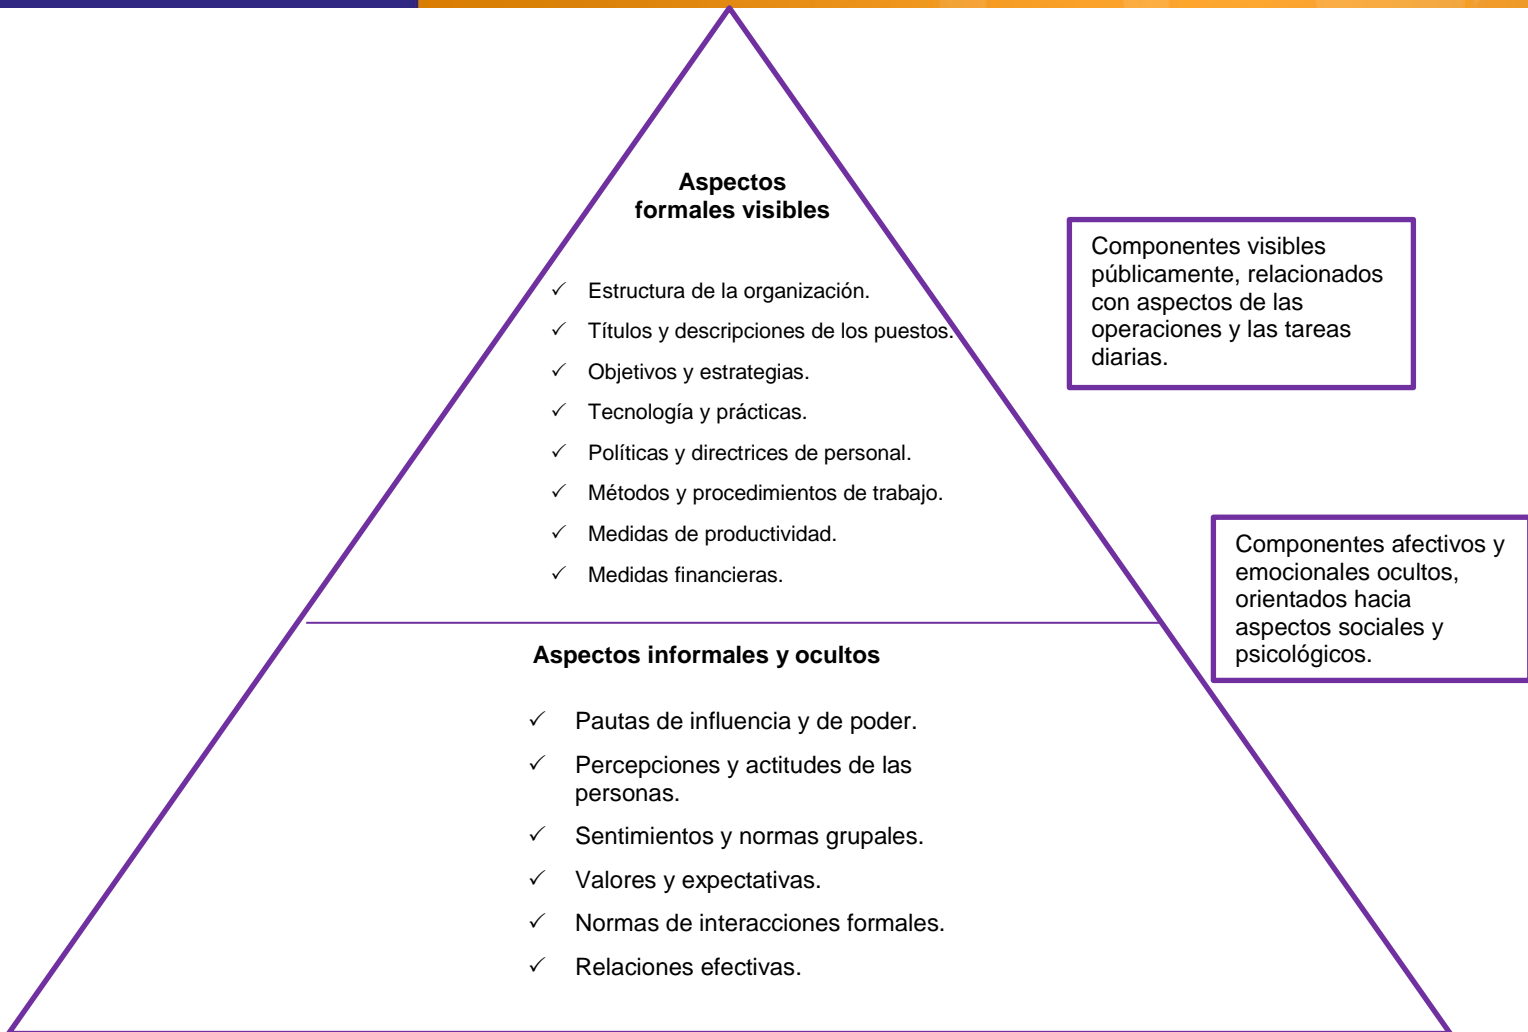 Aspectos
formales visibles
✓ Estructura de la organización.
✓ Títulos y descripciones de los puestos.
✓ Objetivos y estrategias.
✓ Tecnología y prácticas.
✓ Políticas y directrices de personal.
✓ Métodos y procedimientos de trabajo.
✓ Medidas de productividad.
✓ Medidas financieras.
Componentes visibles
públicamente, relacionados
con aspectos de las
operaciones y las tareas
diarias.
Aspectos informales y ocultos
✓ Pautas de influencia y de poder.
✓ Percepciones y actitudes de las
personas.
✓ Sentimientos y normas grupales.
✓ Valores y expectativas.
✓ Normas de interacciones formales.
✓ Relaciones efectivas.
Componentes afectivos y
emocionales ocultos,
orientados hacia
aspectos sociales y
psicológicos.